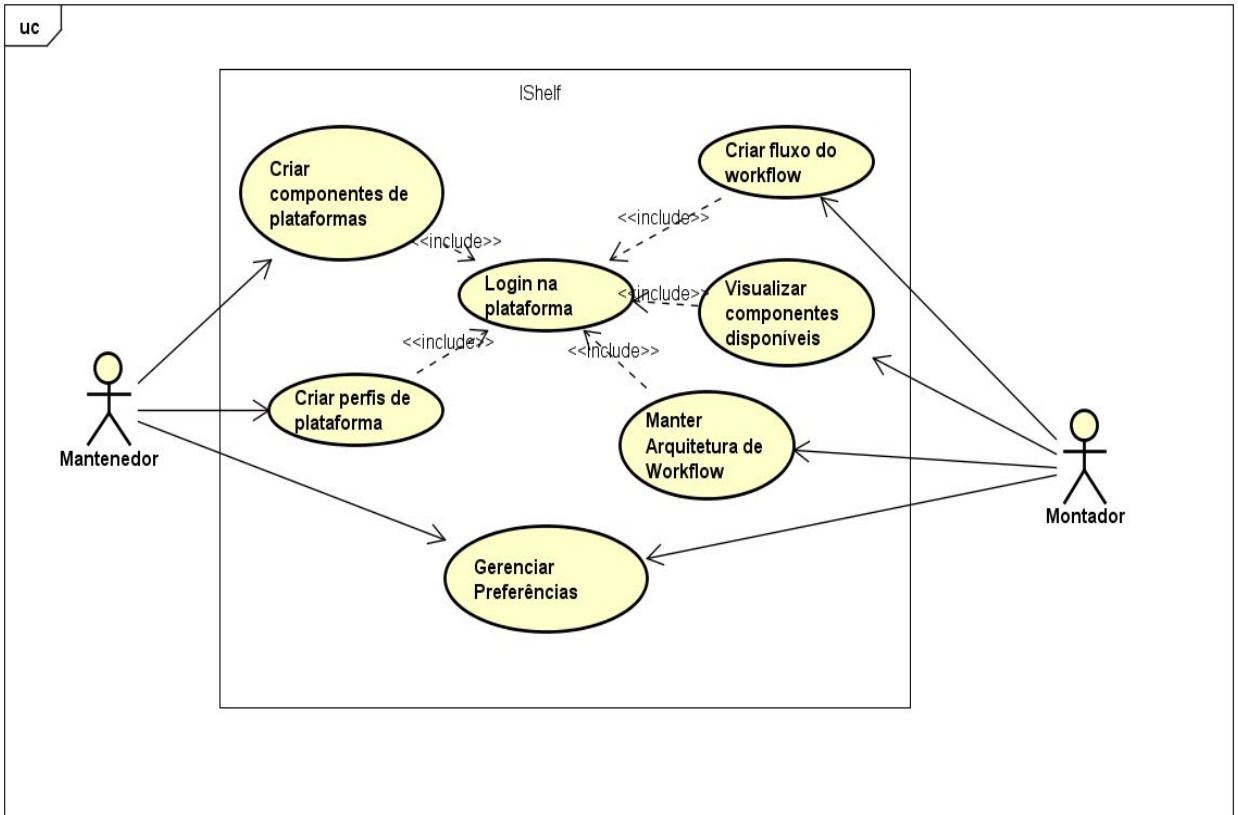 uc
IShelf
Criar
componentes de
plataformas
Criar fluxo do
workflow
<<include>>
<<include>>
Login na
plataforma
<<include>>
Visualizar
componentes
disponíveis
<<include>>
<<include>>
Criar perfis de
plataforma
Manter
Arquitetura de
Workflow
Mantenedor
Montador
Gerenciar
Preferências